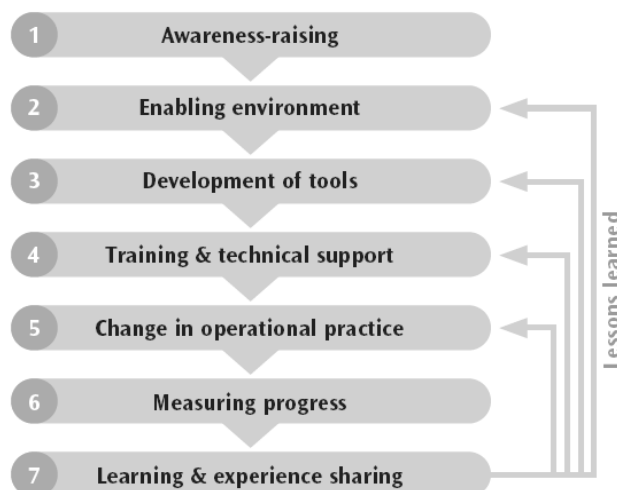 1 Awareness-raising
2 Enabling environment
3 Development of tools
4 Training & technical support
5 Change in operational practice
6 Measuring progress
7 Learning & experience sharing
Lessons learned